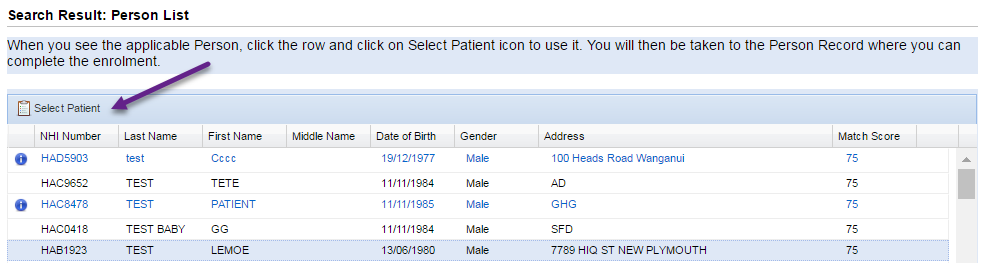 Search Result: Person List
When you see the applicable Person, click the row and click on Select Patient icon to use it. You will then be taken to the Person Record where you can
complete the enrolment.
Select Patient
NHI Number Last Name First Name Middle Name Date of Birth Gender Address Match Score
HAD5903 test Cccc 19/12/1977 Male 100 Heads Road Wanganui 75
HAC9652 TEST TETE 11/11/1984 Male AD 75
HAC8478 TEST PATIENT 11/11/1985 Male GHG 75
HAC0418 TEST BABY GG 11/11/1984 Male SFD 75
HAB1923 TEST LEMOE 13/06/1980 Male 7789 HIQ ST NEW PLYMOUTH 75